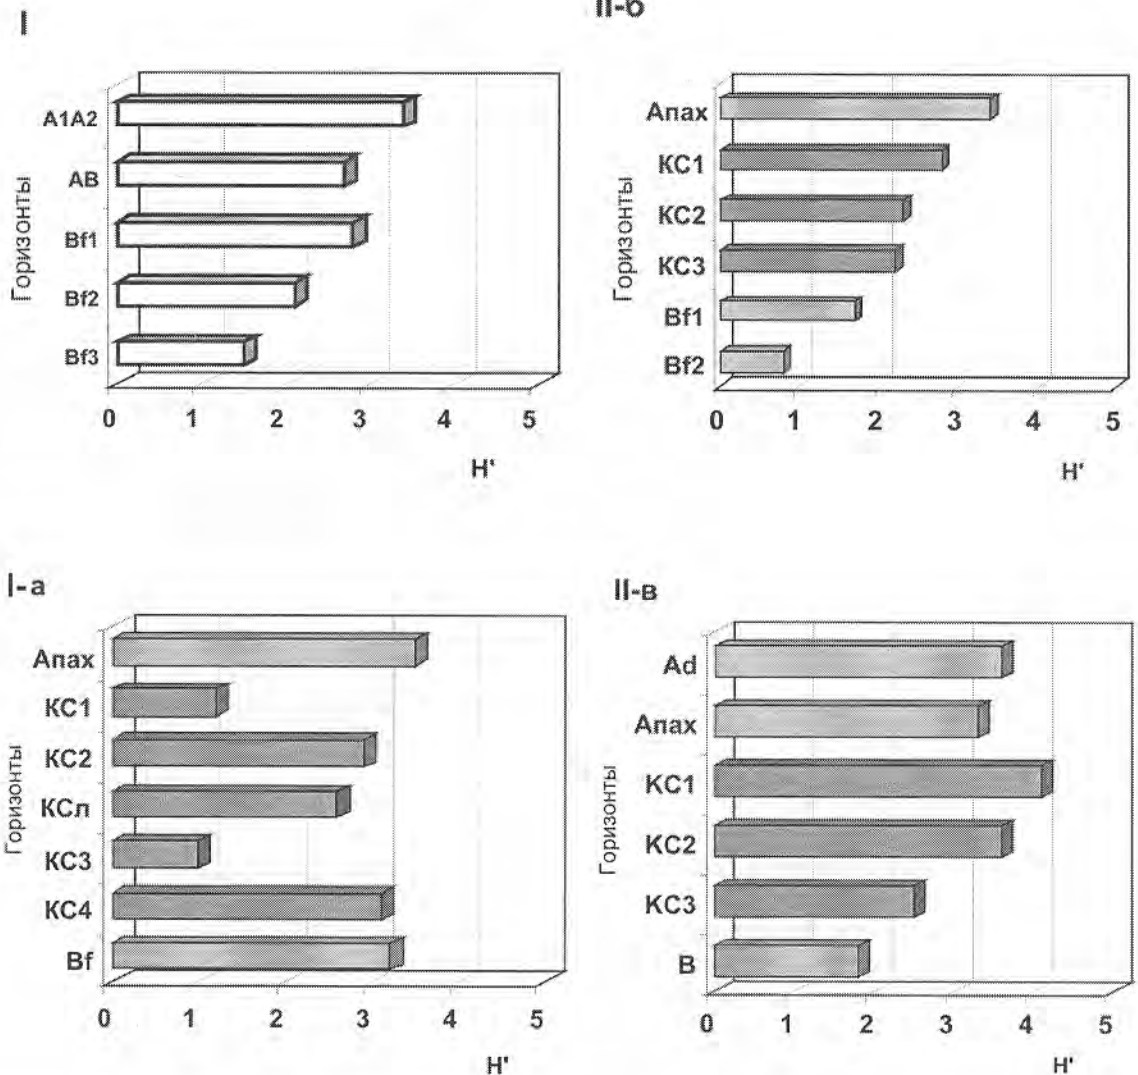 I
A1A2
AB
Bf1
Bf2
Bf3
Горизонты
0 1 2 3 4 5
H'
II-б
Апах
КС1
КС2
КС3
Bf1
Bf2
Горизонты
0 1 2 3 4 5
H'
I-а
Апах
КС1
КС2
КСл
КС3
КС4
Bf
Горизонты
0 1 2 3 4 5
H'
II-в
Ad
Апах
КС1
КС2
КС3
В
Горизонты
0 1 2 3 4 5
H'